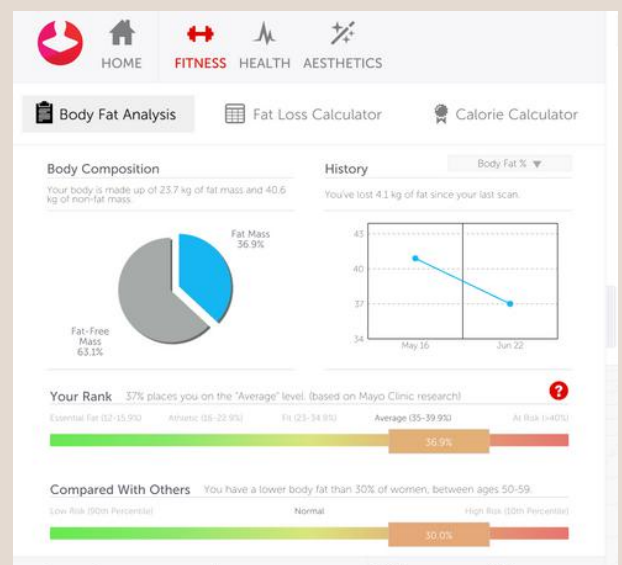 HOME FITNESS HEALTH AESTHETICS
Body Fat Analysis Fat Loss Calculator Calorie Calculator
Body Composition
Your body is made up of 23.7 kg of fat mass and 40.6
kg of non-fat mass.
Fat Mass
36.9%
Fat-Free
Mass
63.1%
History
Body Fat % ▼
You've lost 4.1 kg of fat since your last scan.
43
40
37
34
May 16 Jun 22
Your Rank 37% places you on the "Average" level. (based on Mayo Clinic research) ?
Essential Fat (12-15.9%) Athletic (16-22.9%) Fit (23-34.9%) Average (35-39.9%) At Risk (>40%)
36.9%
Compared With Others You have a lower body fat than 30% of women, between ages 50-59.
Low Risk (90th Percentile) Normal High Risk (10th Percentile)
30.0%